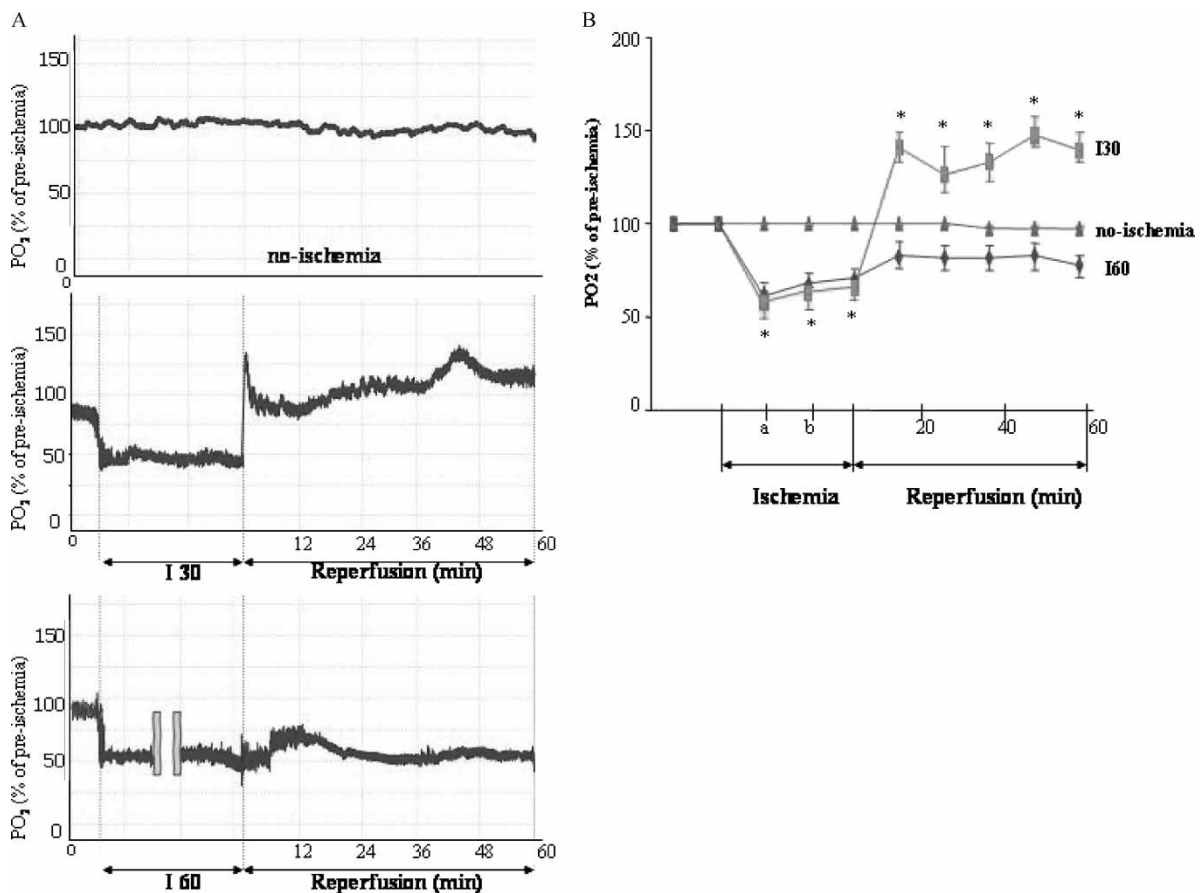 A
PO₂ (% of pre-ischemia)
150
100
50
0
0
no-ischemia
PO₂ (% of pre-ischemia)
150
100
50
0
0 12 24 36 48 60
I 30 Reperfusion (min)
PO₂ (% of pre-ischemia)
150
100
50
0
0 12 24 36 48 60
I 60 Reperfusion (min)
B
PO2 (% of pre-ischemia)
200
150
100
50
0
* * * * *
I30
no-ischemia
I60
* * *
a b 20 40 60
Ischemia Reperfusion (min)